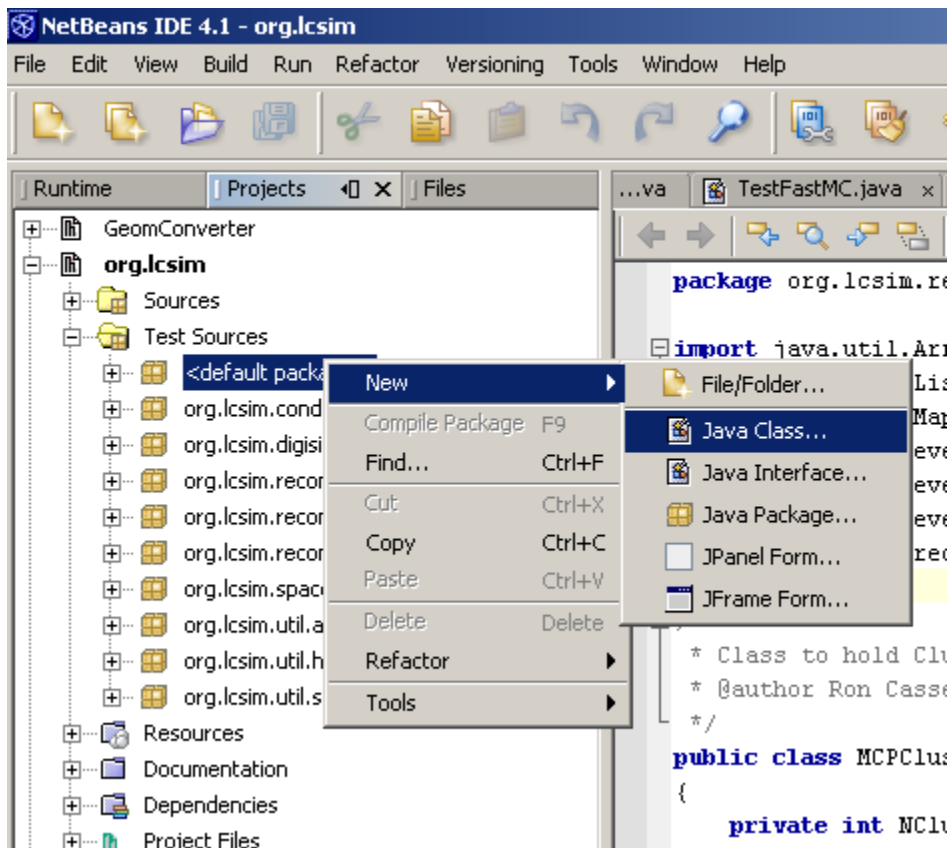 NetBeans IDE 4.1 - org.lcsim
File Edit View Build Run Refactor Versioning Tools Window Help
Runtime Projects Files
...va TestFastMC.java
GeomConverter
org.lcsim
Sources
Test Sources
<default packa
org.lcsim.cond
org.lcsim.digisi
org.lcsim.recor
org.lcsim.recor
org.lcsim.recor
org.lcsim.spac
org.lcsim.util.a
org.lcsim.util.h
org.lcsim.util.s
Resources
Documentation
Dependencies
Project Files
New
Compile Package F9
Find... Ctrl+F
Cut Ctrl+X
Copy Ctrl+C
Paste Ctrl+V
Delete Delete
Refactor
Tools
File/Folder...
Java Class...
Java Interface...
Java Package...
JPanel Form...
JFrame Form...
package org.lcsim.re
import java.util.Arr
Lis
Map
eve
eve
eve
rec
* Class to hold Clu
* @author Ron Casse
*/
public class MCPClus
{
private int NClu